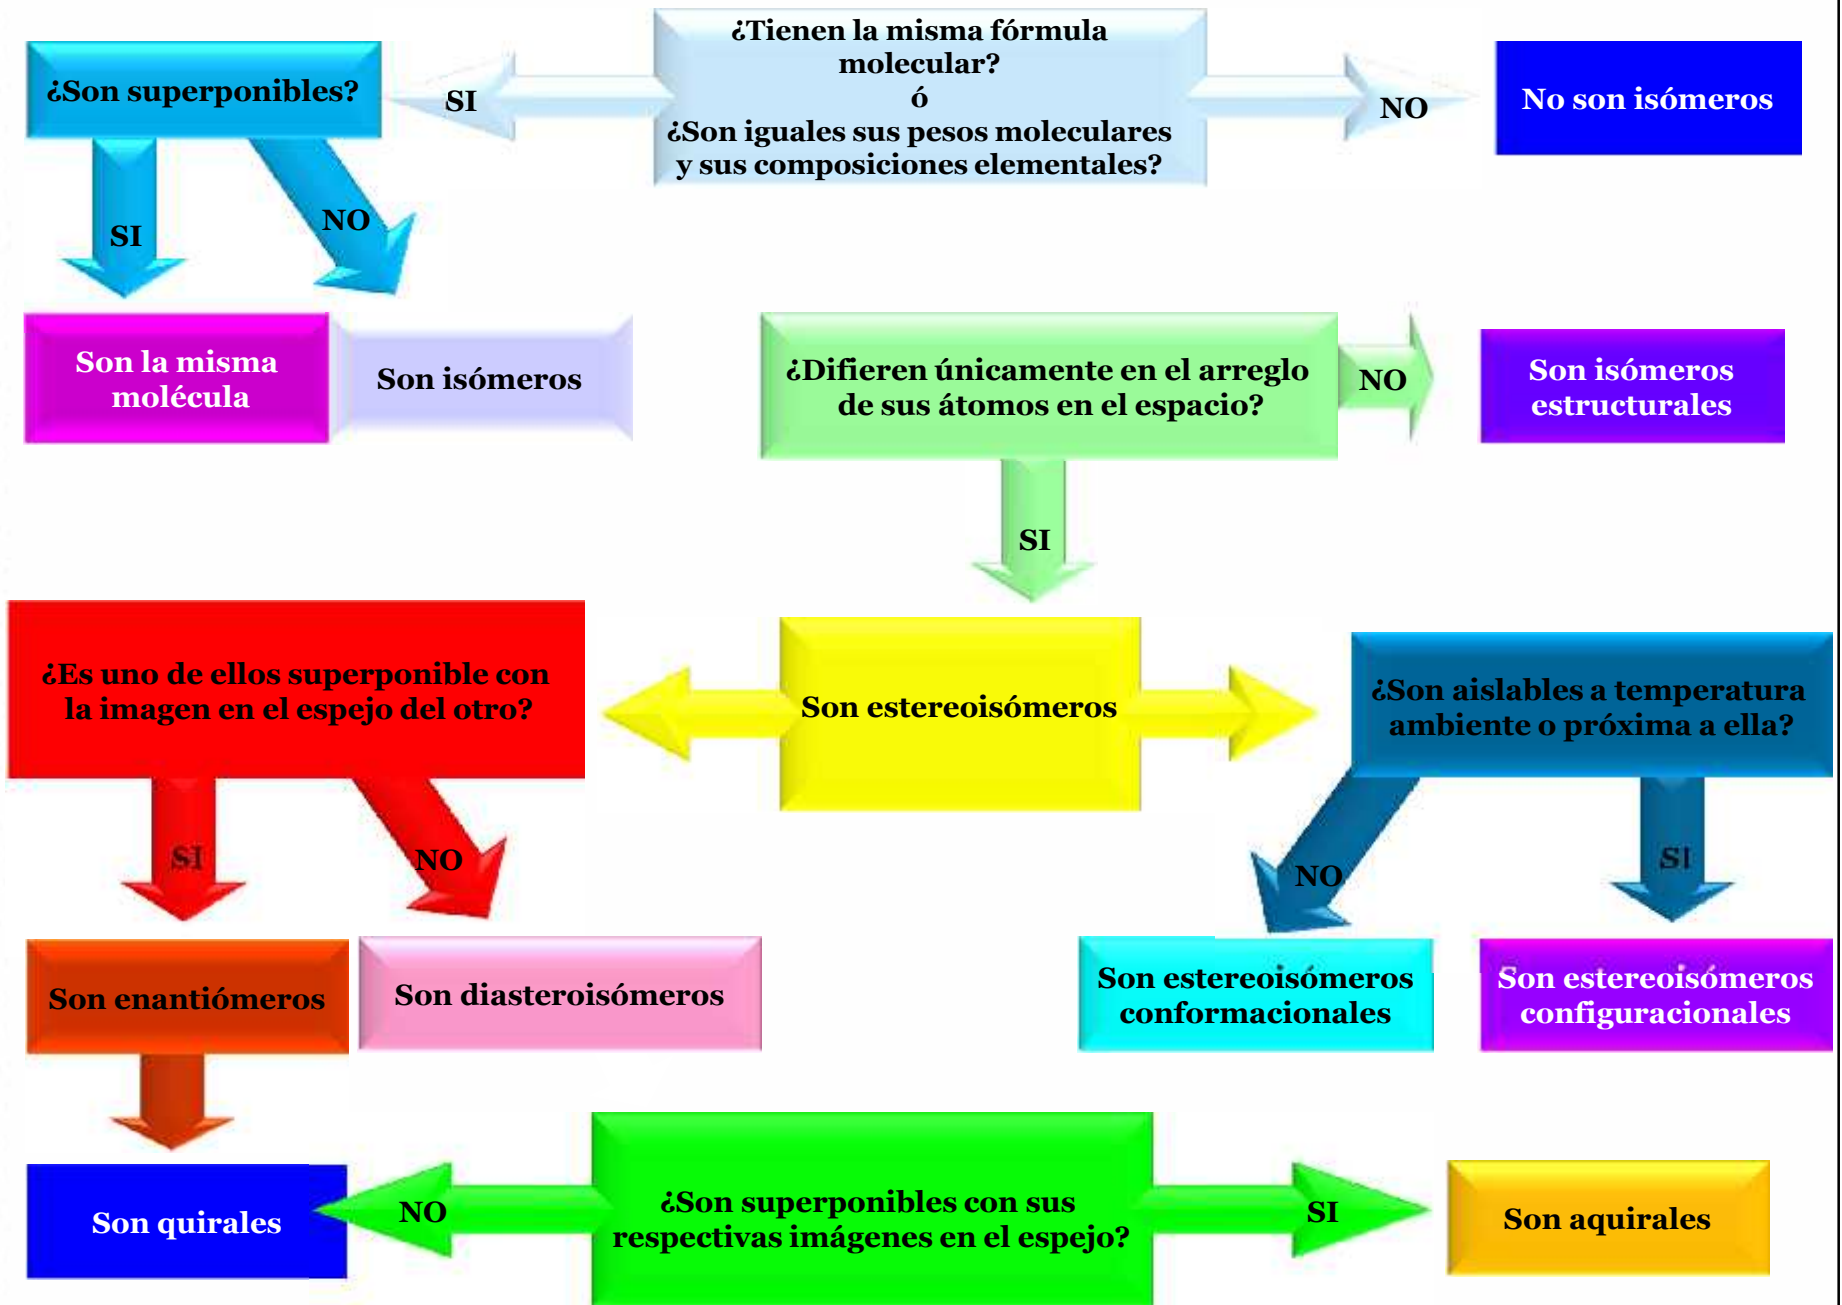 ¿Tienen la misma fórmula
molecular?
ó
¿Son iguales sus pesos moleculares
y sus composiciones elementales?
¿Son superponibles?
SI
NO
No son isómeros
SI
NO
Son la misma
molécula
Son isómeros
¿Difieren únicamente en el arreglo
de sus átomos en el espacio?
NO
Son isómeros
estructurales
SI
¿Es uno de ellos superponible con
la imagen en el espejo del otro?
Son estereoisómeros
¿Son aislables a temperatura
ambiente o próxima a ella?
SI
NO
NO
SI
Son enantiómeros
Son diasteroisómeros
Son estereoisómeros
conformacionales
Son estereoisómeros
configuracionales
Son quirales
NO
¿Son superponibles con sus
respectivas imágenes en el espejo?
SI
Son aquirales